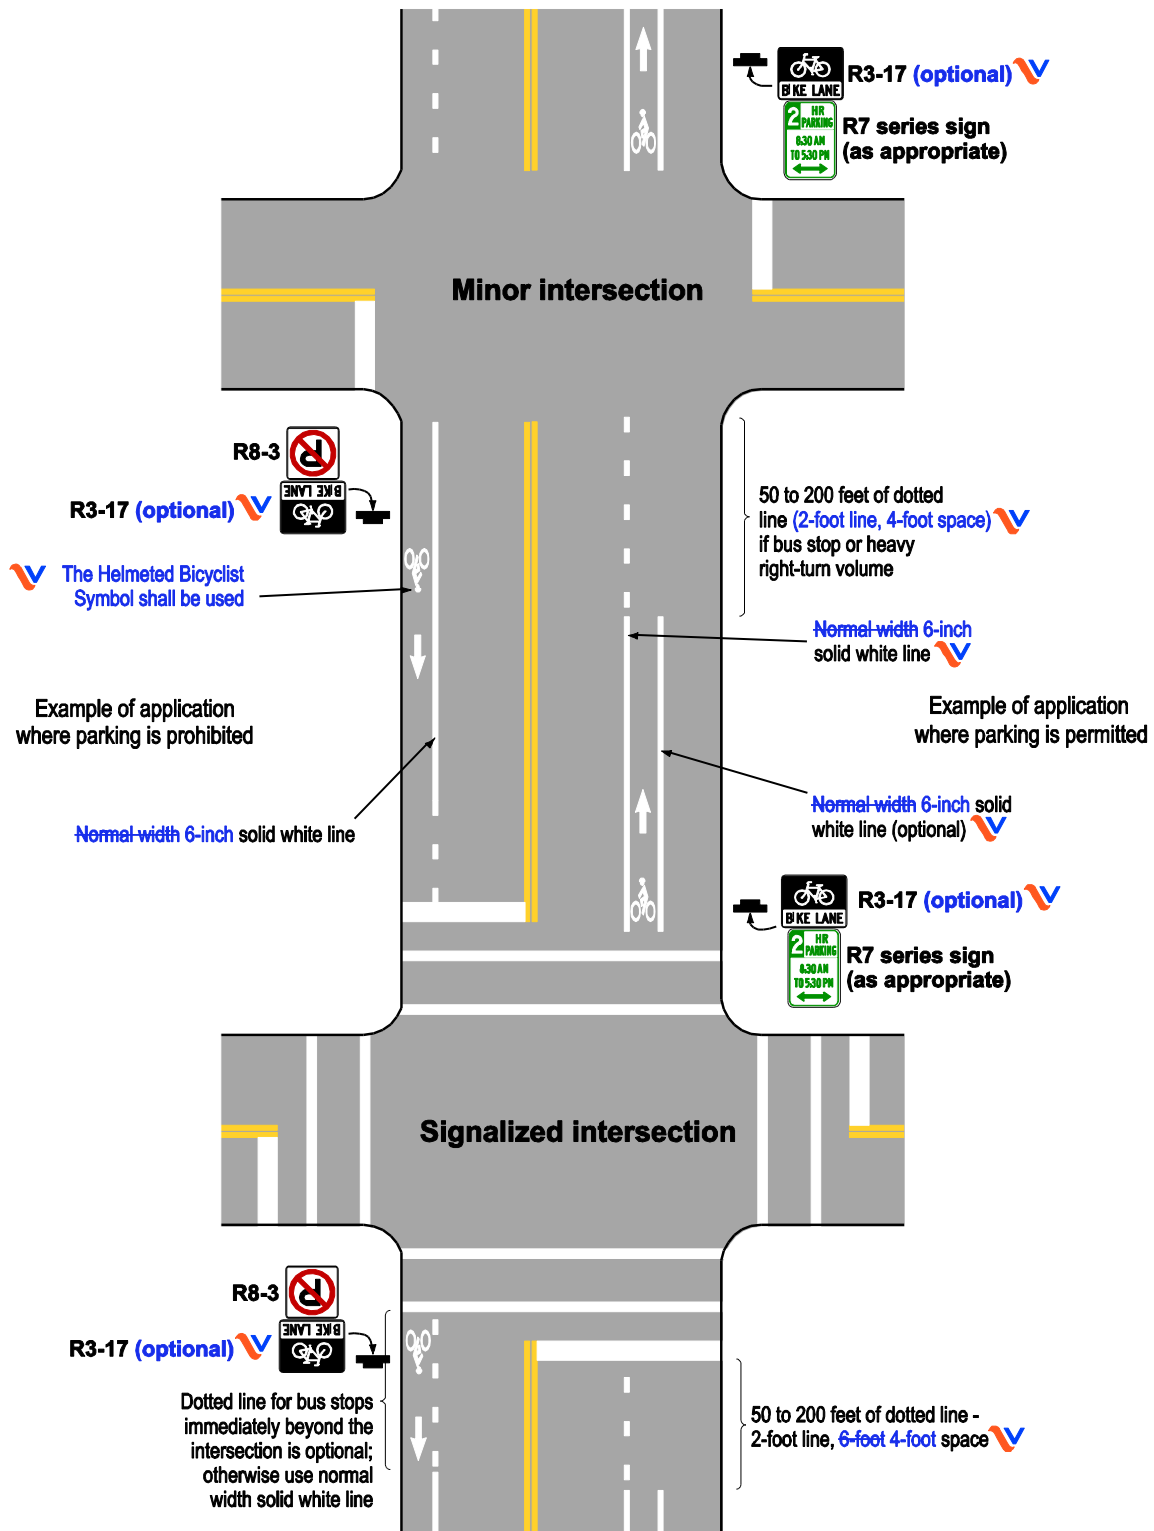 BIKE LANE
R3-17 (optional)
2 HR
PARKING
8:30 AM
TO 5:30 PM
R7 series sign
(as appropriate)
Minor intersection
R8-3
P
BIKE LANE
R3-17 (optional)
50 to 200 feet of dotted
line (2-foot line, 4-foot space)
if bus stop or heavy
right-turn volume
The Helmeted Bicyclist
Symbol shall be used
Normal width 6-inch
solid white line
Example of application
where parking is prohibited
Example of application
where parking is permitted
Normal width 6-inch solid white line
Normal width 6-inch solid
white line (optional)
BIKE LANE
R3-17 (optional)
2 HR
PARKING
8:30 AM
TO 5:30 PM
R7 series sign
(as appropriate)
Signalized intersection
R8-3
P
BIKE LANE
R3-17 (optional)
Dotted line for bus stops
immediately beyond the
intersection is optional;
otherwise use normal
width solid white line
50 to 200 feet of dotted line -
2-foot line, 6-foot 4-foot space